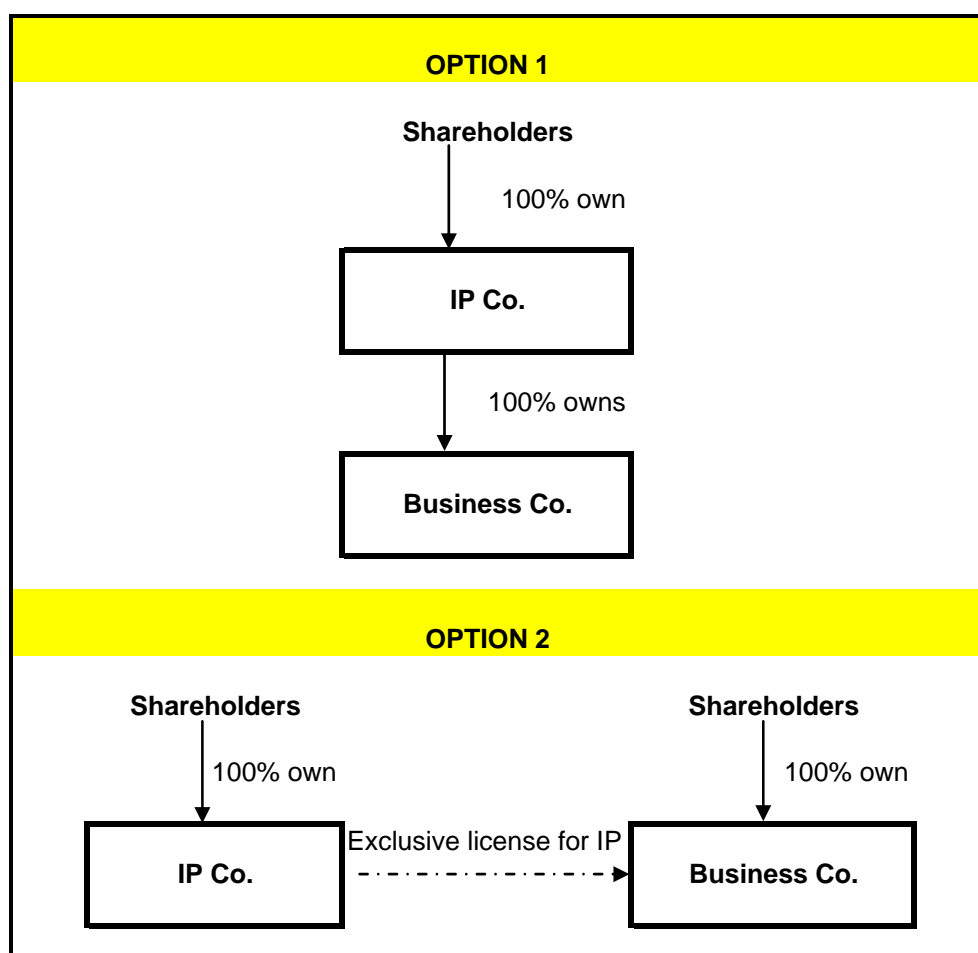 OPTION 1
Shareholders
100% own
IP Co.
100% owns
Business Co.
OPTION 2
Shareholders Shareholders
100% own 100% own
Exclusive license for IP
IP Co. Business Co.